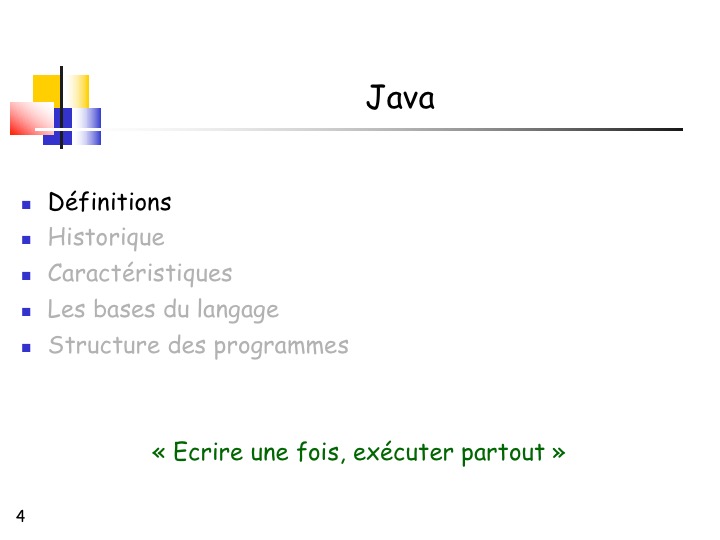 Java
Définitions
Historique
Caractéristiques
Les bases du langage
Structure des programmes
« Ecrire une fois, exécuter partout »
4